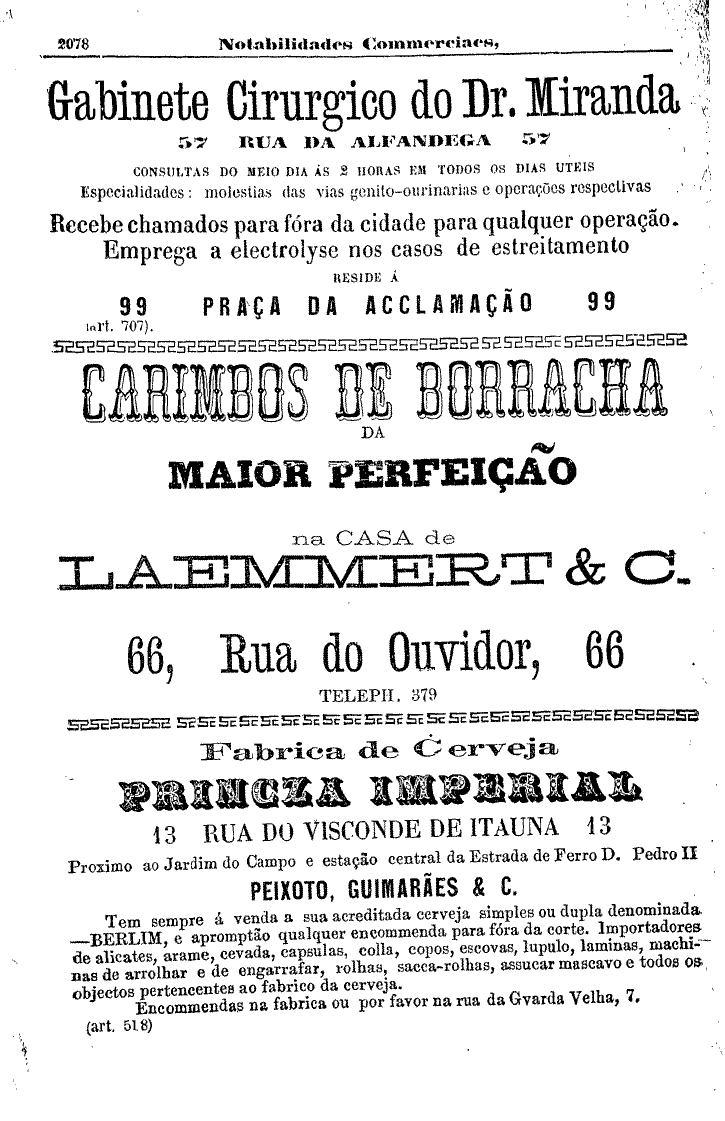 2078 Notabilidades Commerciaes,
Gabinete Cirurgico do Dr. Miranda
57 RUA DA ALFANDEGA 57
CONSULTAS DO MEIO DIA ÁS 2 HORAS EM TODOS OS DIAS UTEIS
Especialidades: molestias das vias genito-ourinarias e operações respectivas
Recebe chamados para fóra da cidade para qualquer operação.
Emprega a electrolyse nos casos de estreitamento
RESIDE Á
99 PRAÇA DA ACCLAMAÇÃO 99
(art. 707).
CARIMBOS DE BORRACHA
DA
MAIOR PERFEIÇÃO
na CASA de
LAEMMERT & C.
66, Rua do Ouvidor, 66
TELEPH. 379
Fabrica de Cerveja
PRINCZA IMPERIAL
13 RUA DO VISCONDE DE ITAUNA 13
Proximo ao Jardim do Campo e estação central da Estrada de Ferro D. Pedro II
PEIXOTO, GUIMARÃES & C.
Tem sempre á venda a sua acreditada cerveja simples ou dupla denominada
—BERLIM, e apromptão qualquer encommenda para fóra da corte. Importadores
de alicates, arame, cevada, capsulas, colla, copos, escovas, lupulo, laminas, machi-
nas de arrolhar e de engarrafar, rolhas, sacca-rolhas, assucar mascavo e todos os
objectos pertencentes ao fabrico da cerveja.
Encommendas na fabrica ou por favor na rua da Gvarda Velha, 7.
(art. 518)